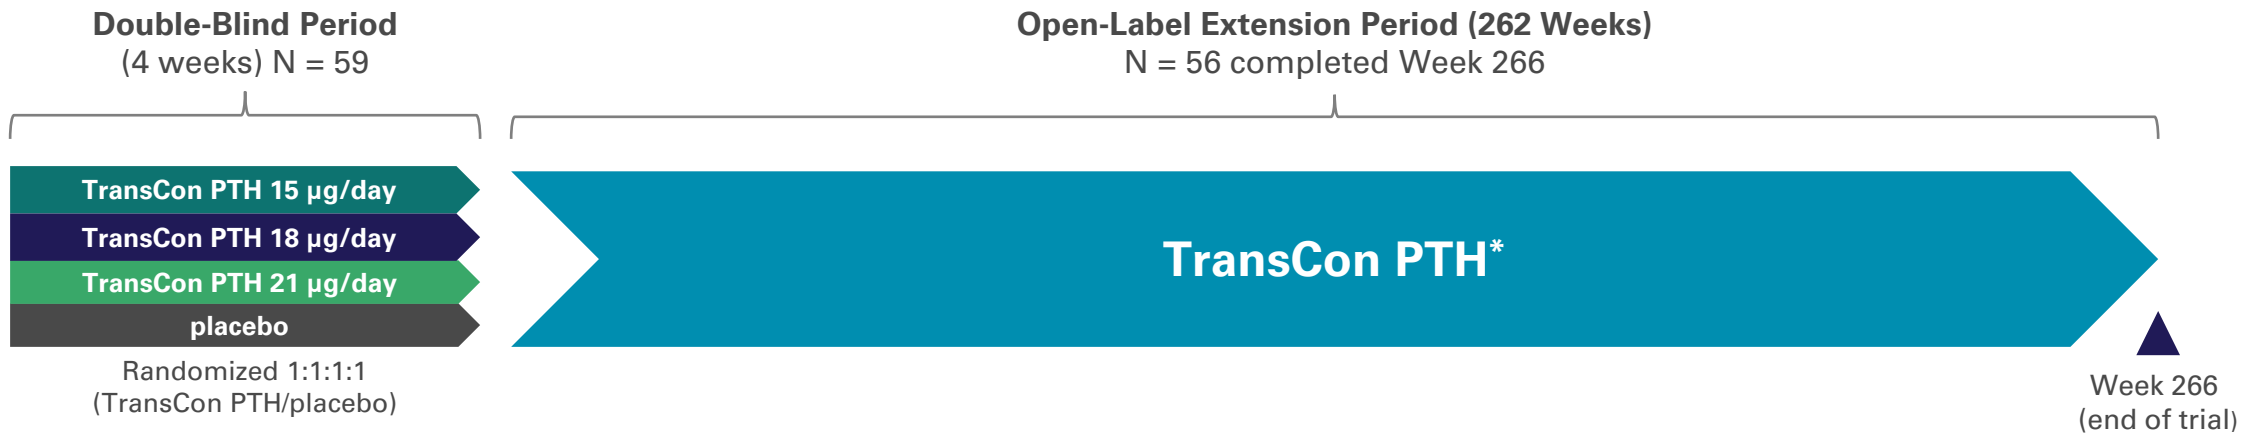 Double-Blind Period
(4 weeks) N = 59
Open-Label Extension Period (262 Weeks)
N = 56 completed Week 266
TransCon PTH 15 µg/day
TransCon PTH 18 µg/day
TransCon PTH 21 µg/day
placebo
Randomized 1:1:1:1
(TransCon PTH/placebo)
TransCon PTH*
Week 266
(end of trial)